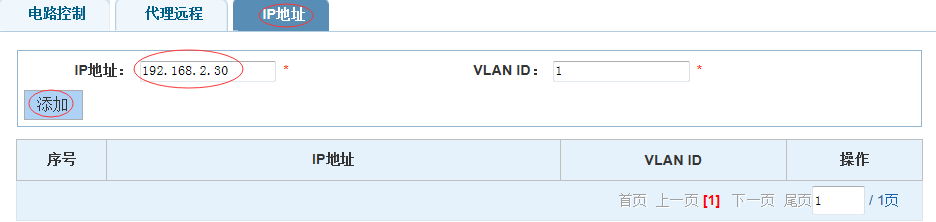 电路控制 代理远程 IP地址
IP地址： 192.168.2.30 * VLAN ID： 1 *
添加
序号 IP地址 VLAN ID 操作
首页 上一页 [1] 下一页 尾页 1 / 1页